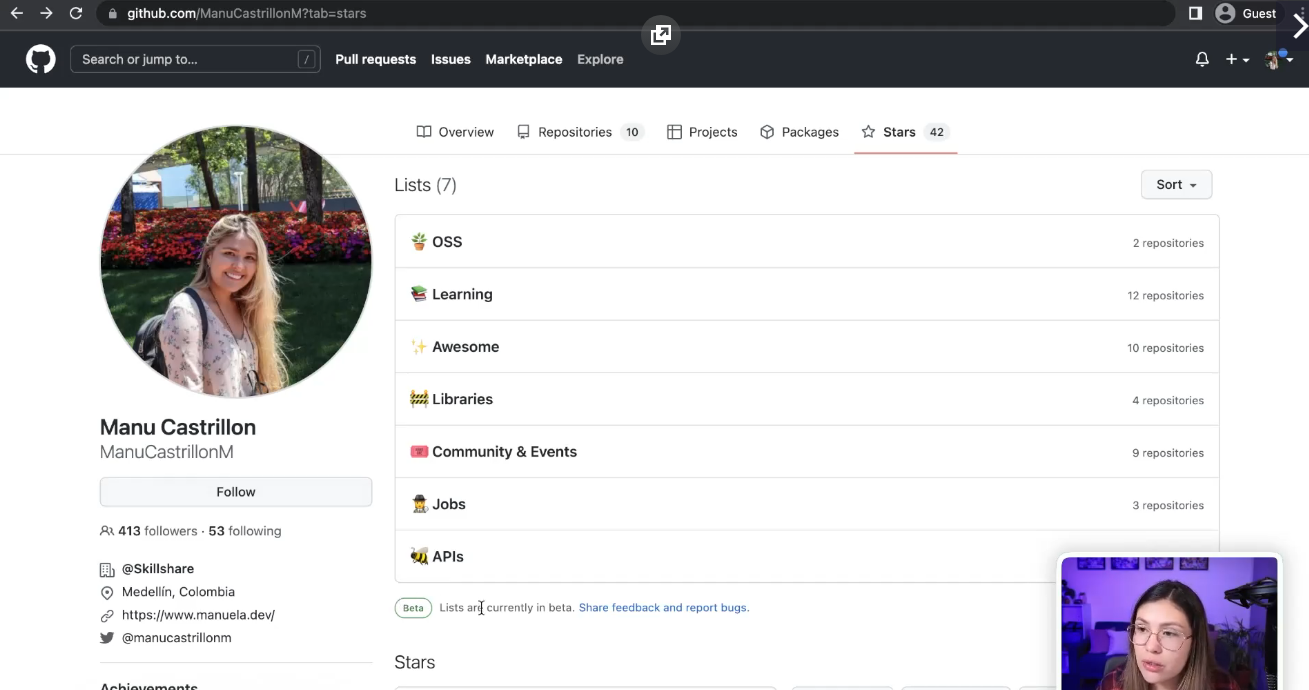 github.com/ManuCastrillonM?tab=stars
Guest
Search or jump to... /
Pull requests Issues Marketplace Explore
Overview Repositories 10 Projects Packages Stars 42
Lists (7)
Sort
OSS 2 repositories
Learning 12 repositories
Awesome 10 repositories
Libraries 4 repositories
Community & Events 9 repositories
Jobs 3 repositories
APIs
Beta Lists are currently in beta. Share feedback and report bugs.
Stars
Manu Castrillon
ManuCastrillonM
Follow
413 followers · 53 following
@Skillshare
Medellín, Colombia
https://www.manuela.dev/
@manucastrillonm
Achievements